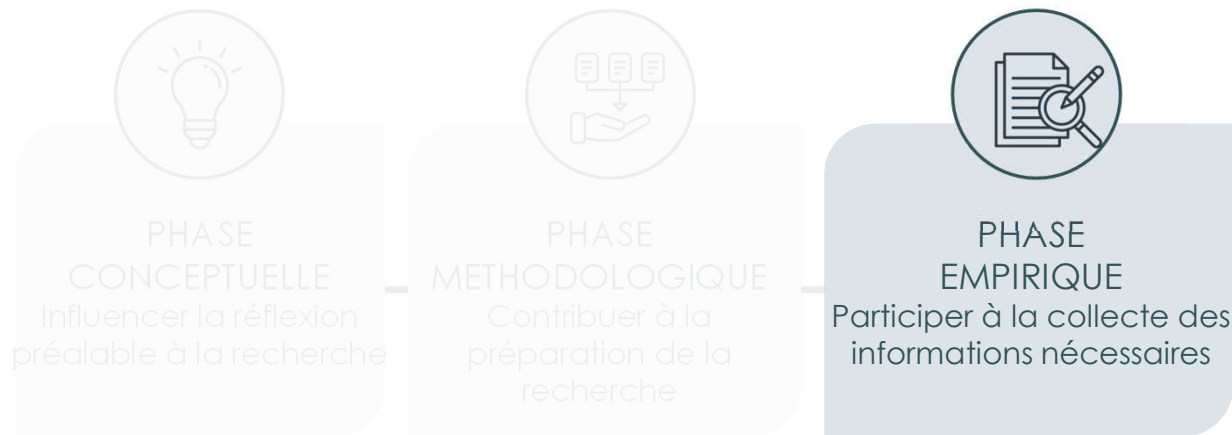 PHASE
CONCEPTUELLE
Influencer la réflexion
préalable à la recherche
PHASE
METHODOLOGIQUE
Contribuer à la
préparation de la
recherche
PHASE
EMPIRIQUE
Participer à la collecte des
informations nécessaires